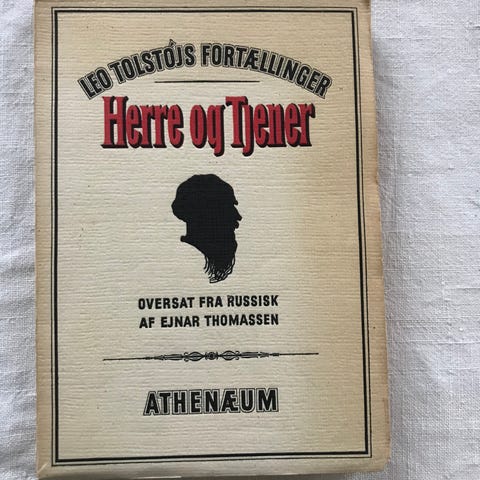 LEO TOLSTÓJS FORTÆLLINGER
Herre og Tjener
OVERSAT FRA RUSSISK
AF EJNAR THOMASSEN
ATHENÆUM